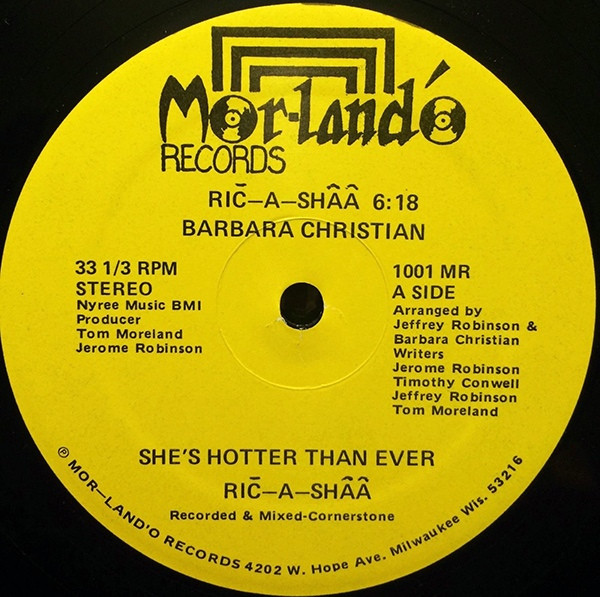 Mor-landó
RECORDS
RIC̄-A-SHÂÂ 6:18
BARBARA CHRISTIAN
33 1/3 RPM
STEREO
Nyree Music BMI
Producer
Tom Moreland
Jerome Robinson
1001 MR
A SIDE
Arranged by
Jeffrey Robinson &
Barbara Christian
Writers
Jerome Robinson
Timothy Conwell
Jeffrey Robinson
Tom Moreland
SHE'S HOTTER THAN EVER
RIC̄-A-SHÂÂ
Recorded & Mixed-Cornerstone
℗ MOR-LAND'O RECORDS 4202 W. Hope Ave. Milwaukee Wis. 53216